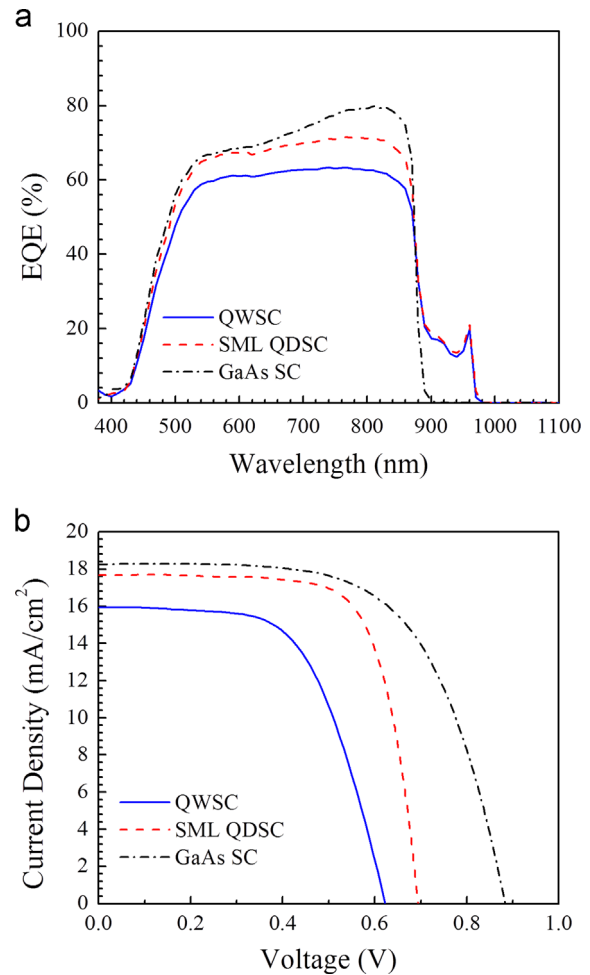 a
100
80
60
40
20
0
EQE (%)
QWSC
SML QDSC
GaAs SC
400 500 600 700 800 900 1000 1100
Wavelength (nm)
b
20
18
16
14
12
10
8
6
4
2
0
Current Density (mA/cm²)
QWSC
SML QDSC
GaAs SC
0.0 0.2 0.4 0.6 0.8 1.0
Voltage (V)